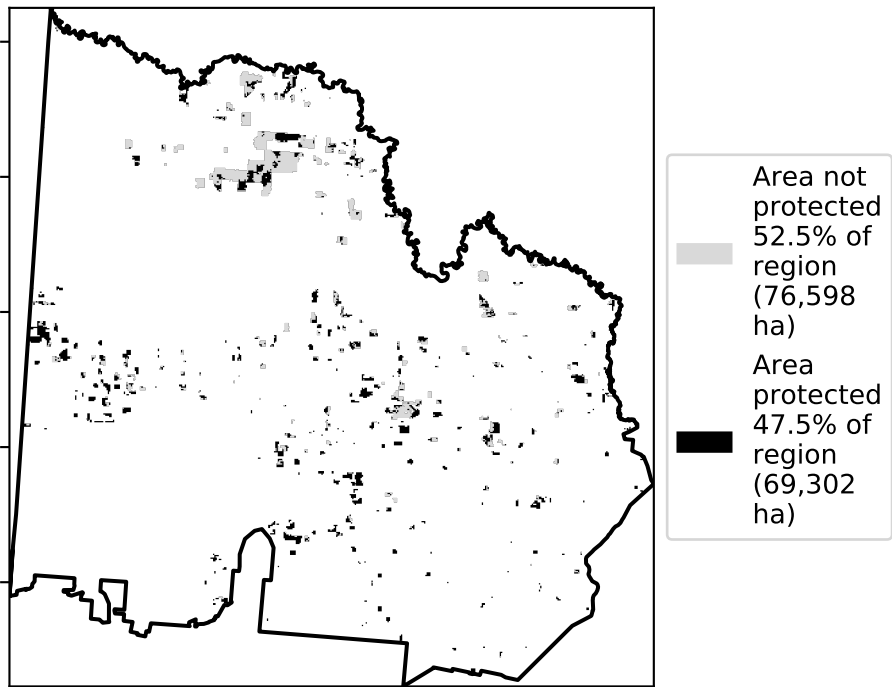 Area not
protected
52.5% of
region
(76,598
ha)
Area
protected
47.5% of
region
(69,302
ha)